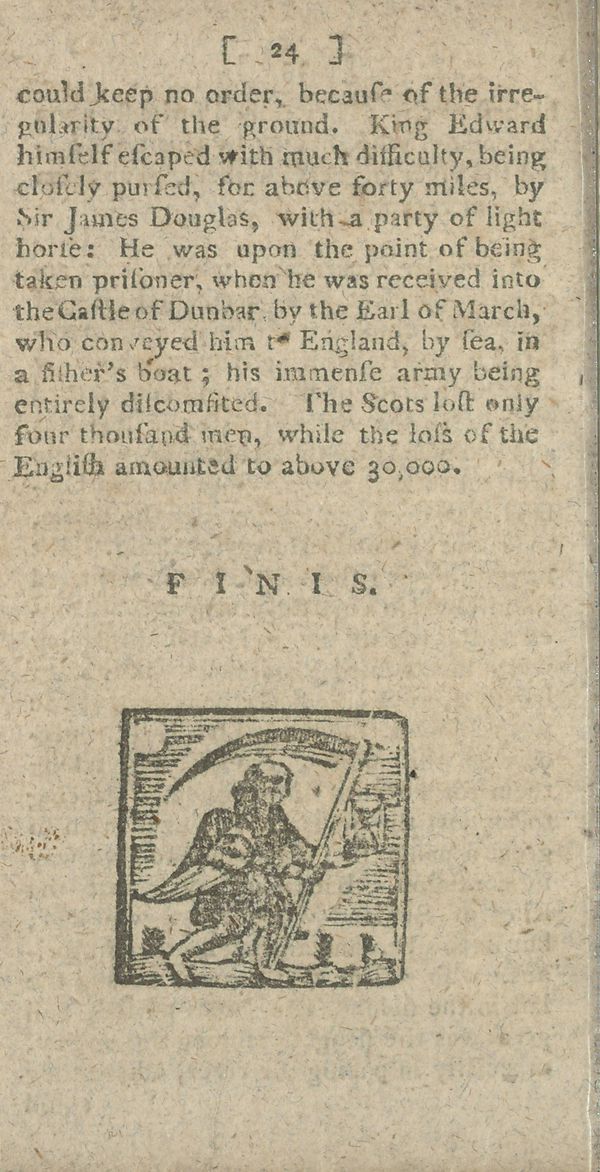 [ 24 ]
could keep no order, becauſe of the irre-
gularity of the ground. King Edward
himſelf eſcaped with much difficulty, being
cloſely purſed, for above forty miles, by
Sir James Douglas, with a party of light
horſe: He was upon the point of being
taken priſoner, when he was received into
the Caſtle of Dunbar, by the Earl of March,
who conveyed him to England, by ſea, in
a fiſher's boat; his immenſe army being
entirely diſcomfited. The Scots loſt only
four thouſand men, while the loſs of the
Engliſh amounted to above 30,000.
F I N I S.